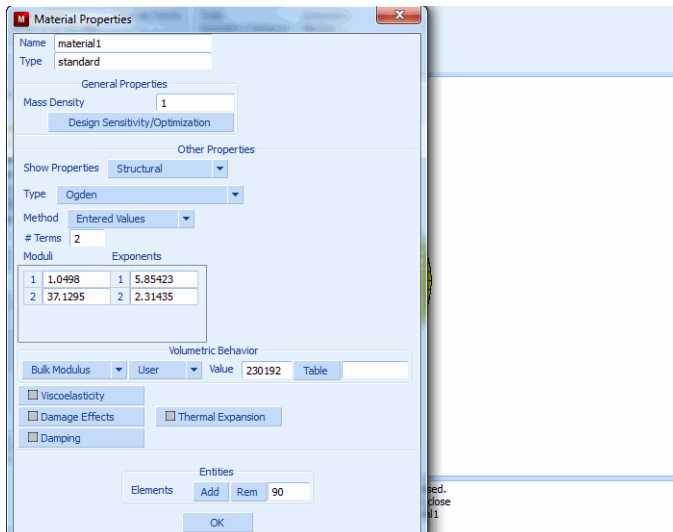 M Material Properties
Name material1
Type standard
General Properties
Mass Density 1
Design Sensitivity/Optimization
Other Properties
Show Properties Structural
Type Ogden
Method Entered Values
# Terms 2
Moduli Exponents
1 1.0498 1 5.85423
2 37.1295 2 2.31435
Volumetric Behavior
Bulk Modulus User Value 230192 Table
Viscoelasticity
Damage Effects Thermal Expansion
Damping
Entities
Elements Add Rem 90
OK
sed.
close
al1